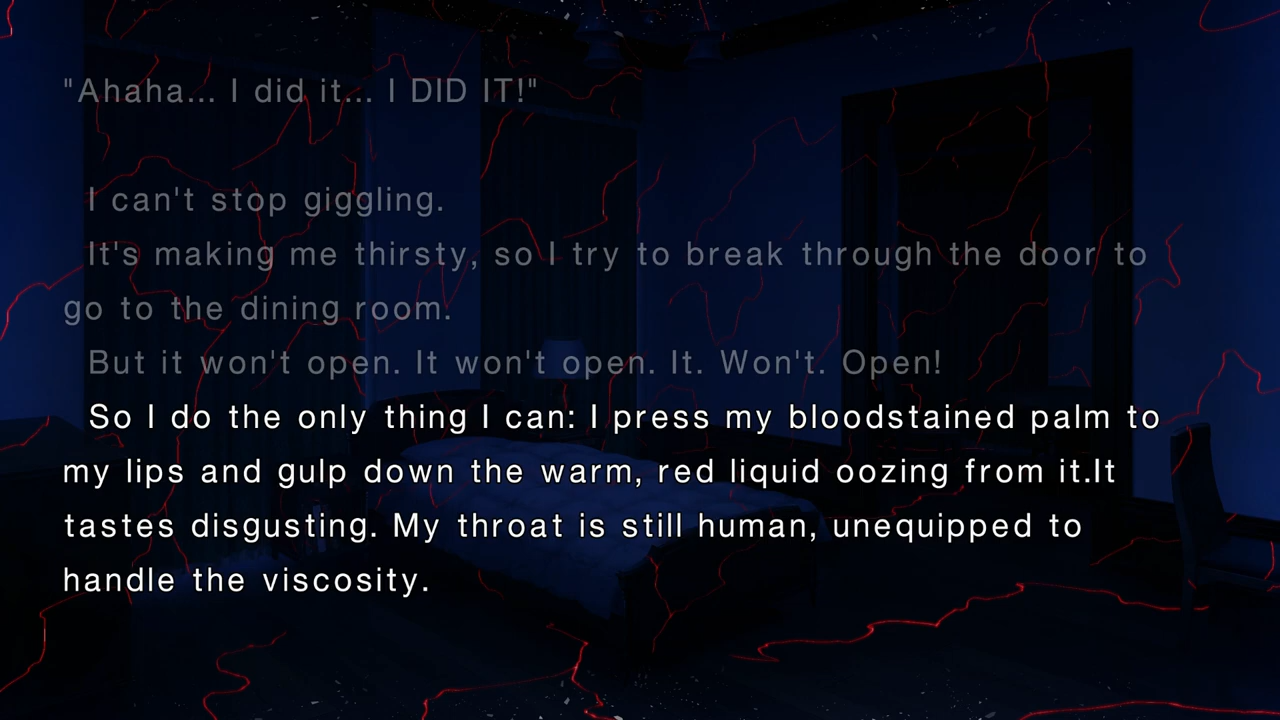 "Ahaha... I did it... I DID IT!"
I can't stop giggling.
It's making me thirsty, so I try to break through the door to
go to the dining room.
But it won't open. It won't open. It. Won't. Open!
So I do the only thing I can: I press my bloodstained palm to
my lips and gulp down the warm, red liquid oozing from it.It
tastes disgusting. My throat is still human, unequipped to
handle the viscosity.